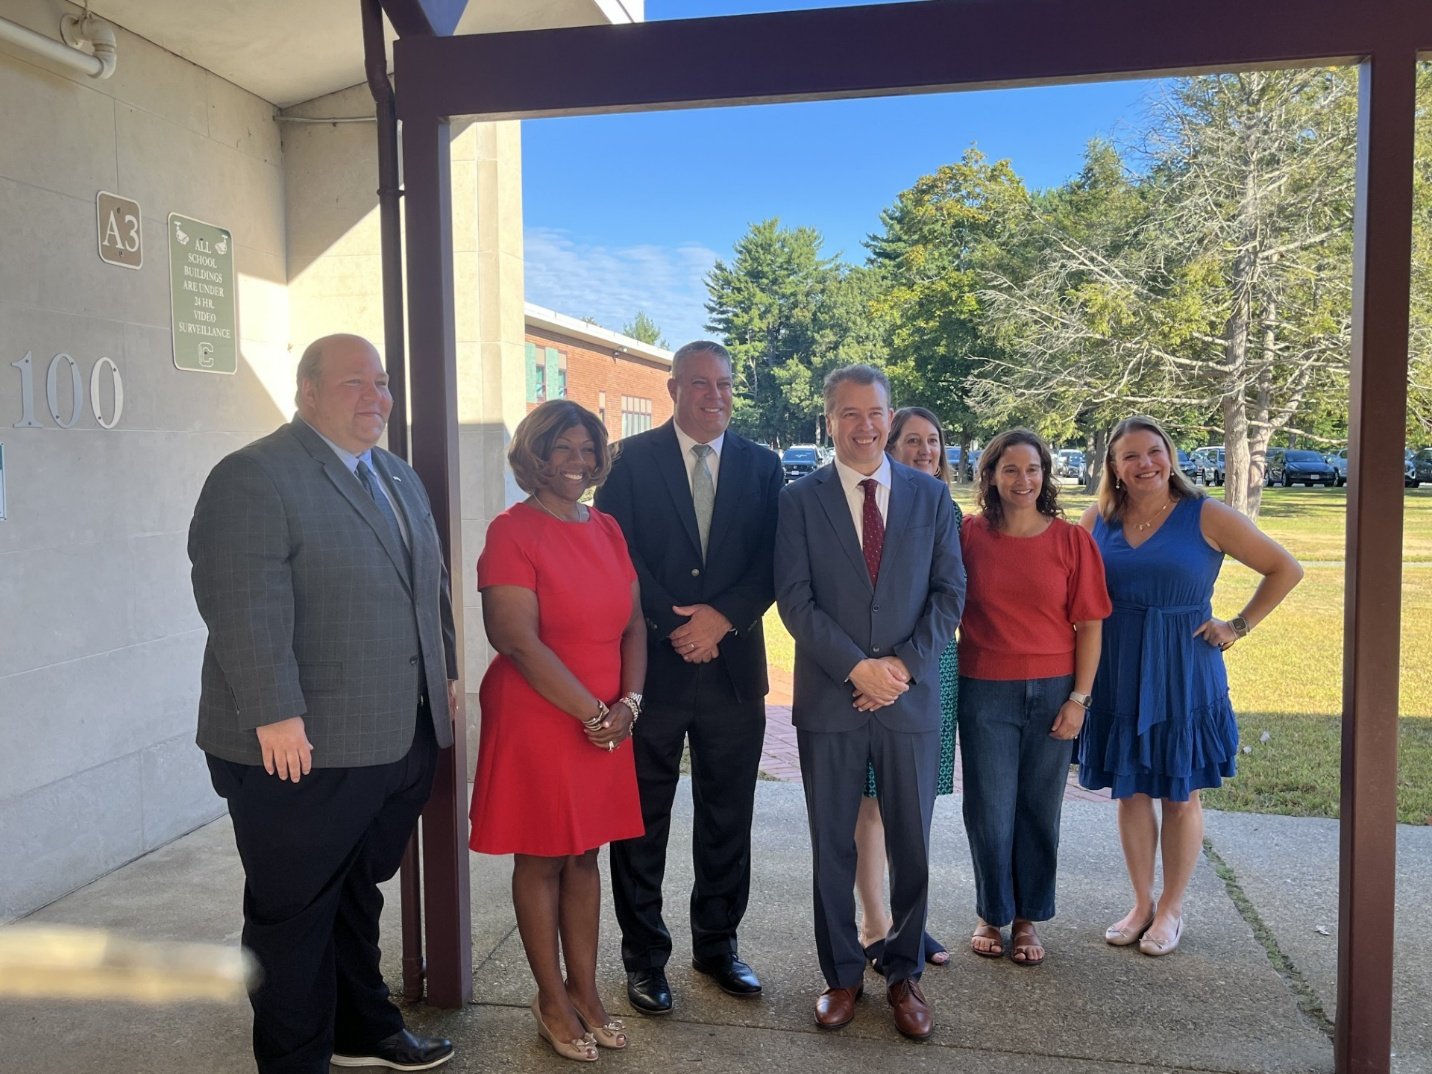 A3
ALL
SCHOOL
BUILDINGS
ARE UNDER
24 HR.
VIDEO
SURVEILLANCE
C
100